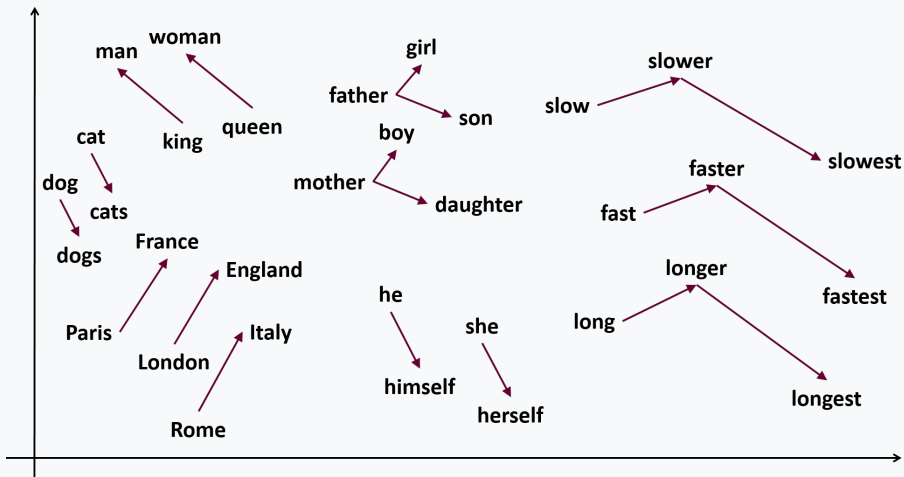 man
woman
king
queen
cat
cats
dog
dogs
France
Paris
England
London
Italy
Rome
girl
father
son
boy
mother
daughter
he
himself
she
herself
slower
slow
slowest
faster
fast
fastest
longer
long
longest